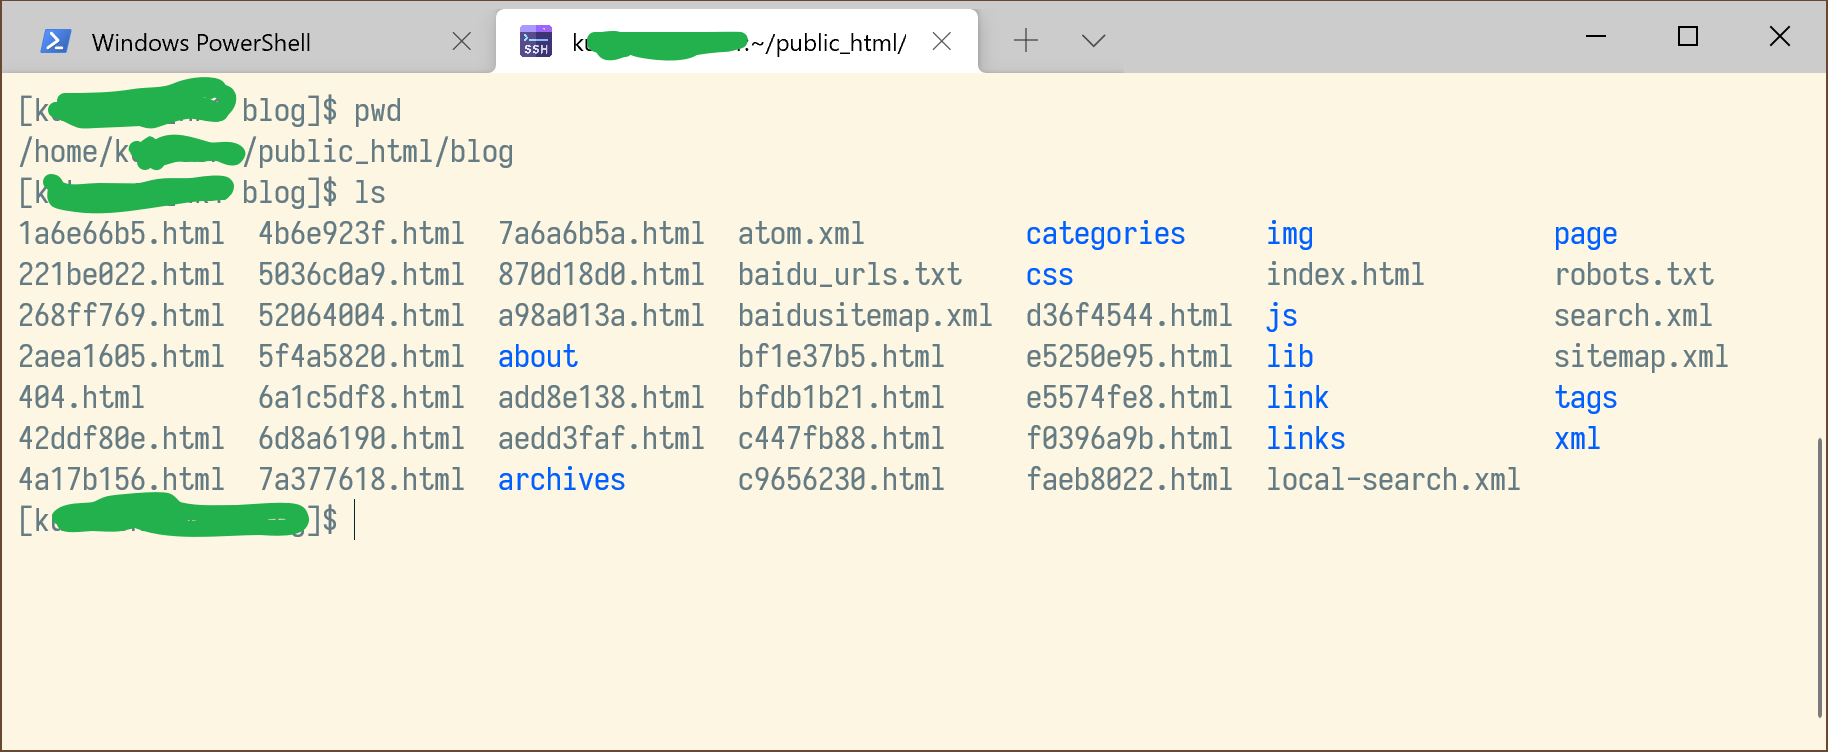 Windows PowerShell
SSH
:~/public_html/
blog]$ pwd
/home/ /public_html/blog
blog]$ ls
1a6e66b5.html 4b6e923f.html 7a6a6b5a.html atom.xml categories img page
221be022.html 5036c0a9.html 870d18d0.html baidu_urls.txt css index.html robots.txt
268ff769.html 52064004.html a98a013a.html baidusitemap.xml d36f4544.html js search.xml
2aea1605.html 5f4a5820.html about bf1e37b5.html e5250e95.html lib sitemap.xml
404.html 6a1c5df8.html add8e138.html bfdb1b21.html e5574fe8.html link tags
42ddf80e.html 6d8a6190.html aedd3faf.html c447fb88.html f0396a9b.html links xml
4a17b156.html 7a377618.html archives c9656230.html faeb8022.html local-search.xml
]$